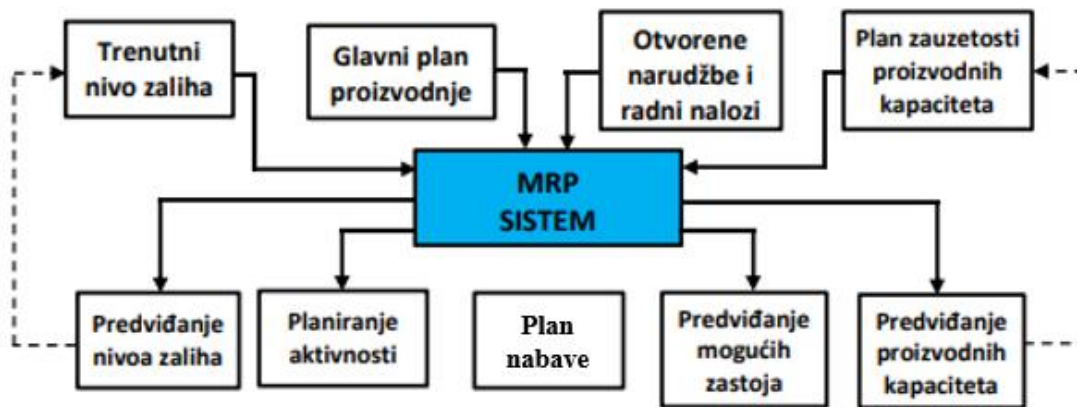 Trenutni
nivo zaliha
Glavni plan
proizvodnje
Otvorene
narudžbe i
radni nalozi
Plan zauzetosti
proizvodnih
kapaciteta
MRP
SISTEM
Predviđanje
nivoa zaliha
Planiranje
aktivnosti
Plan
nabave
Predviđanje
mogućih
zastoja
Predviđanje
proizvodnih
kapaciteta